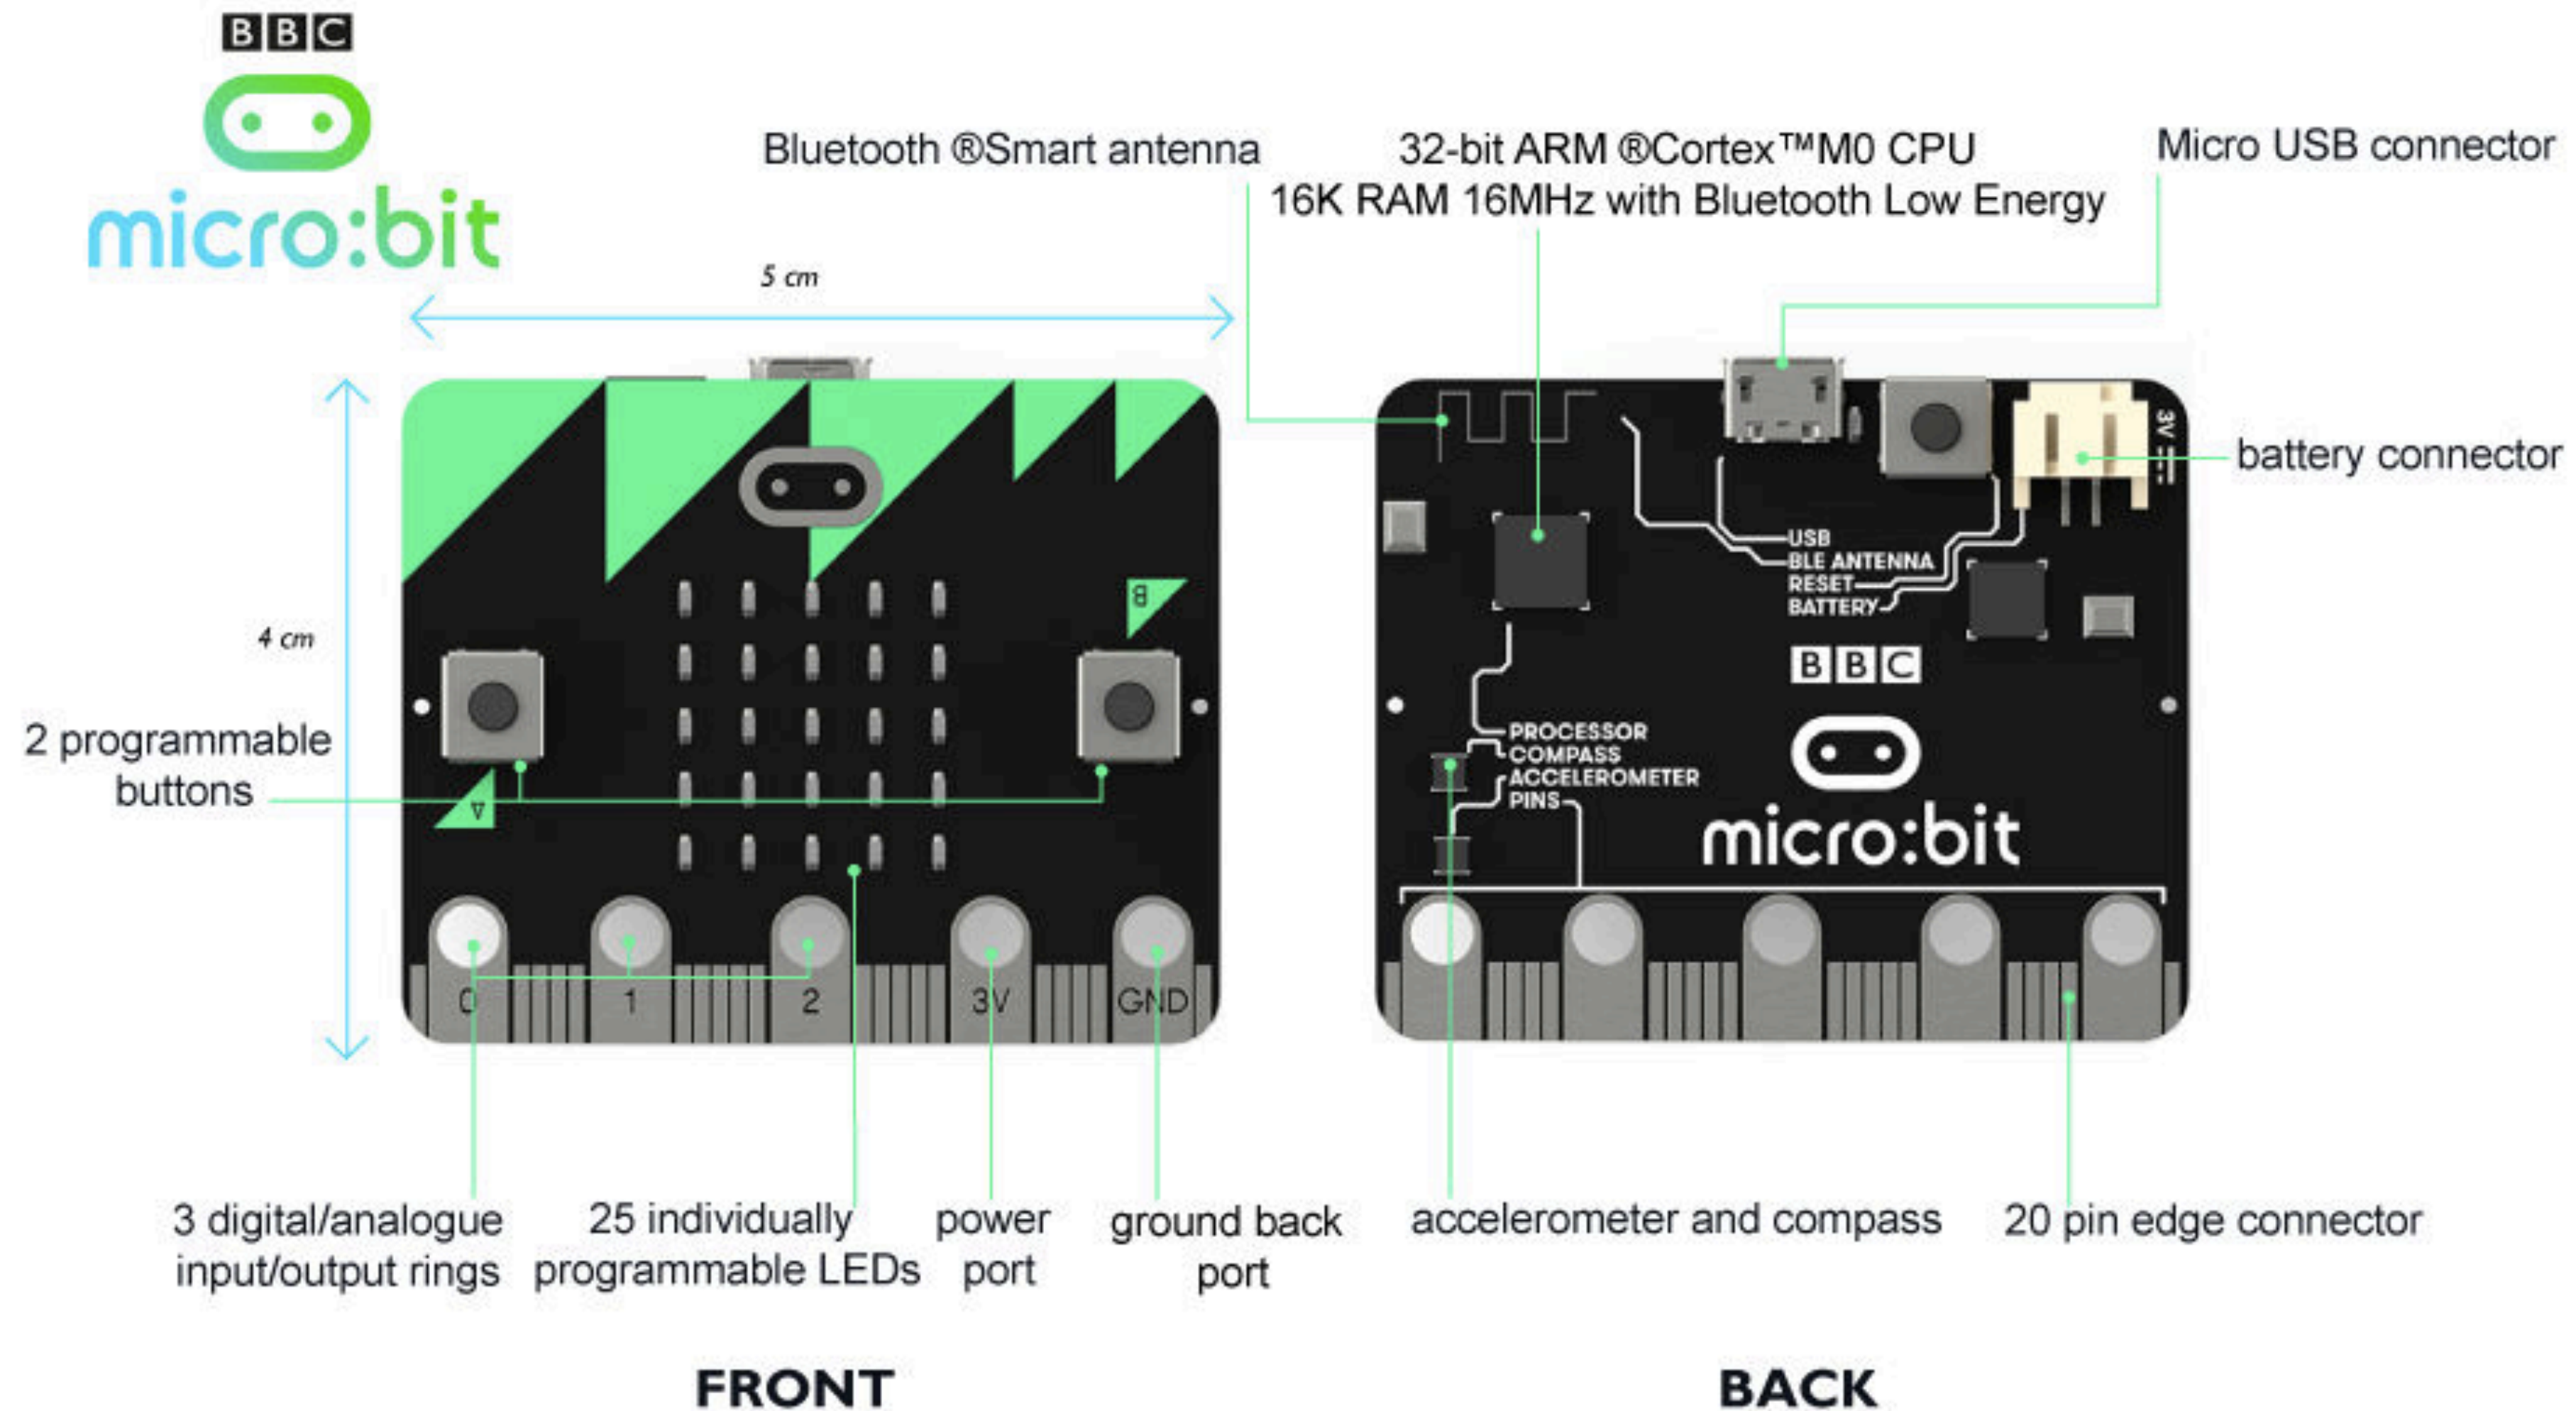 BBC
micro:bit
Bluetooth ®Smart antenna
32-bit ARM ®Cortex™M0 CPU
16K RAM 16MHz with Bluetooth Low Energy
Micro USB connector
5 cm
4 cm
2 programmable
buttons
B
A
0
1
2
3V
GND
3 digital/analogue
input/output rings
25 individually
programmable LEDs
power
port
ground back
port
FRONT
3V
battery connector
USB
BLE ANTENNA
RESET
BATTERY
BBC
PROCESSOR
COMPASS
ACCELEROMETER
PINS
micro:bit
accelerometer and compass
20 pin edge connector
BACK